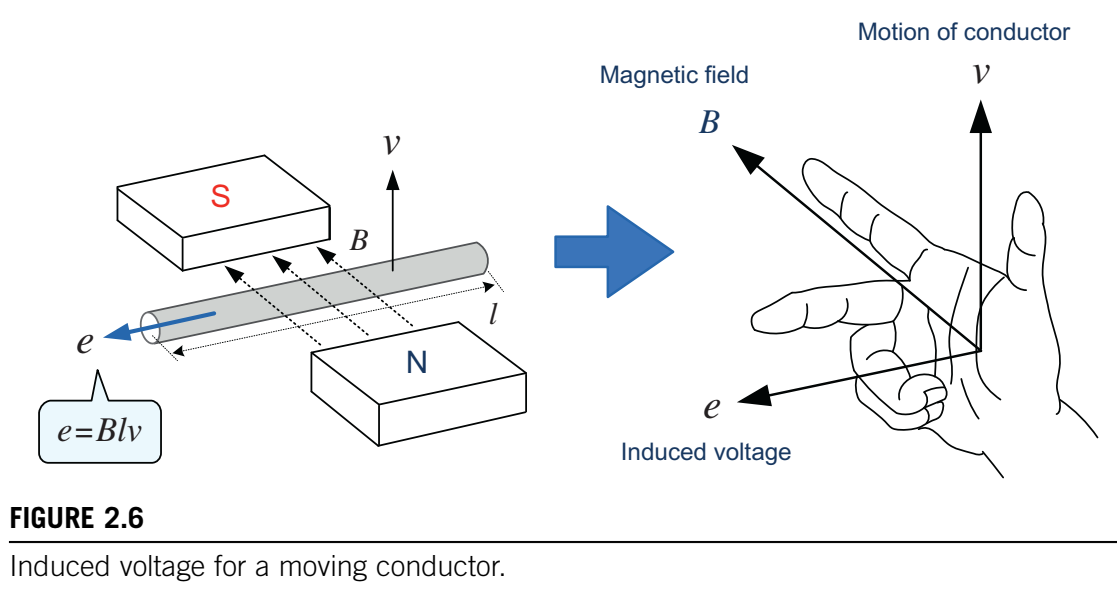 Motion of conductor
v
Magnetic field
B
v
S
B
l
e
N
e=Blv
e
Induced voltage
FIGURE 2.6
Induced voltage for a moving conductor.